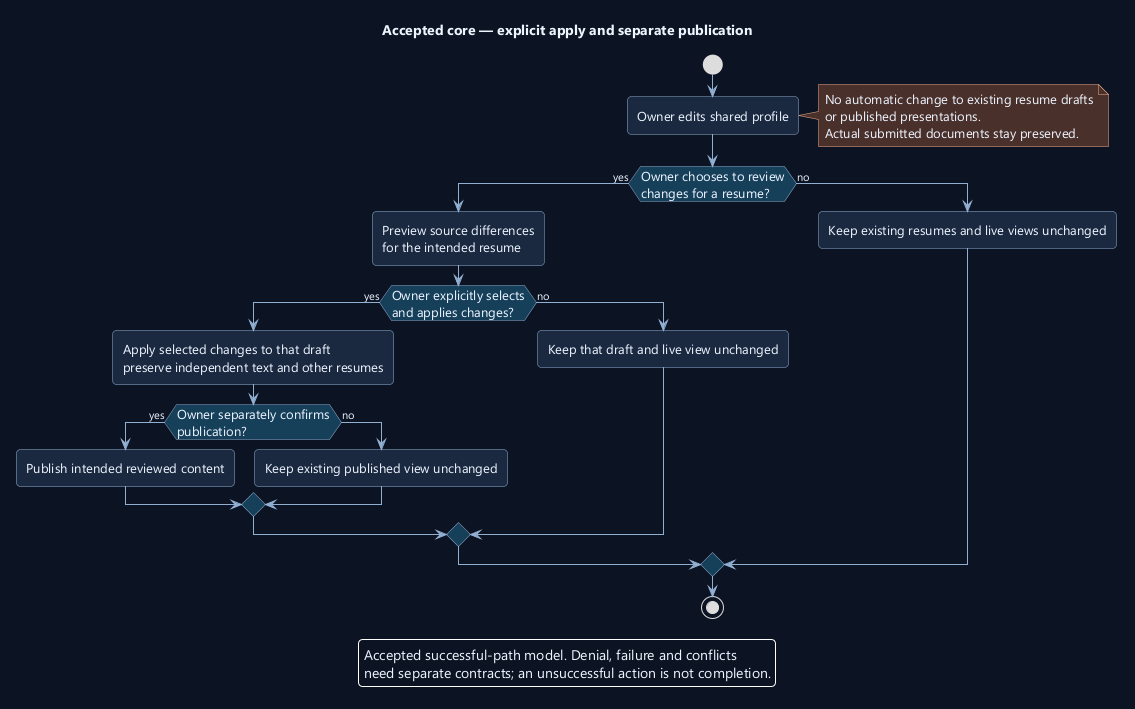 Accepted core — explicit apply and separate publication
Owner edits shared profile
No automatic change to existing resume drafts
or published presentations.
Actual submitted documents stay preserved.
yes
Owner chooses to review
changes for a resume?
no
Preview source differences
for the intended resume
Keep existing resumes and live views unchanged
yes
Owner explicitly selects
and applies changes?
no
Apply selected changes to that draft
preserve independent text and other resumes
Keep that draft and live view unchanged
yes
Owner separately confirms
publication?
no
Publish intended reviewed content
Keep existing published view unchanged
Accepted successful-path model. Denial, failure and conflicts
need separate contracts; an unsuccessful action is not completion.